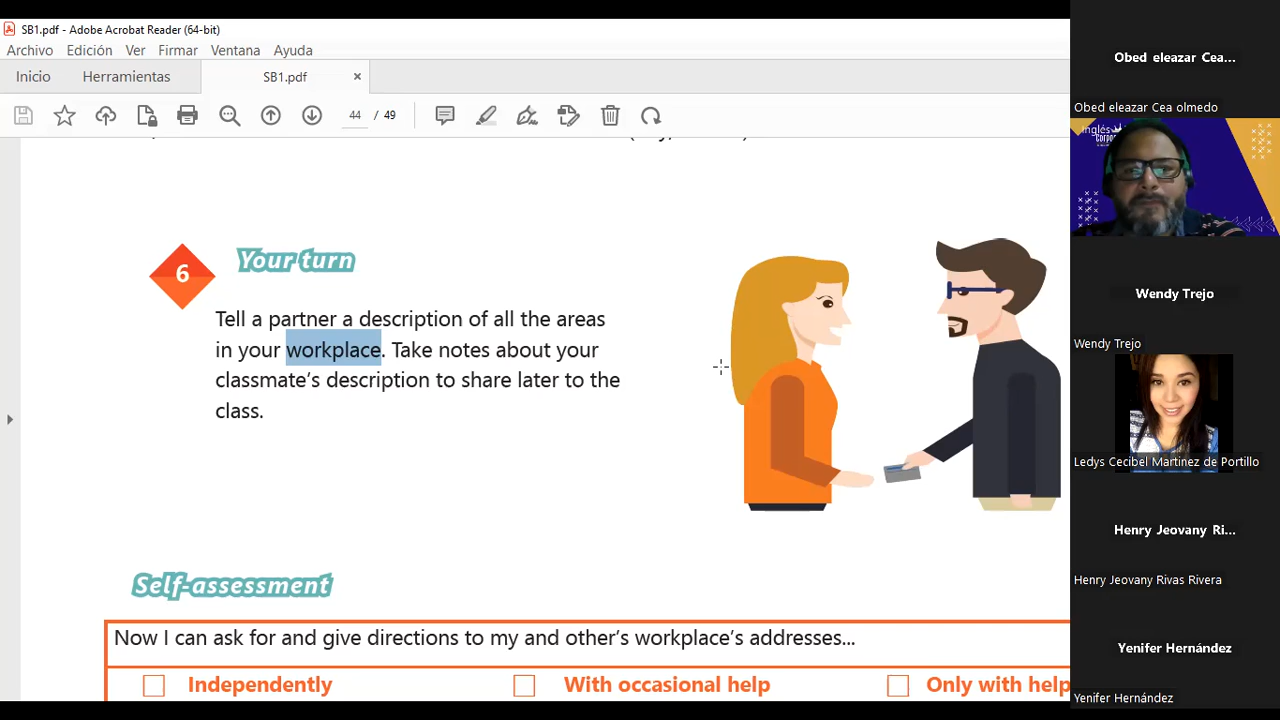 SB1.pdf - Adobe Acrobat Reader (64-bit)
Archivo Edición Ver Firmar Ventana Ayuda
Inicio Herramientas SB1.pdf ×
44 / 49
6 Your turn
Tell a partner a description of all the areas
in your workplace. Take notes about your
classmate's description to share later to the
class.
Self-assessment
Now I can ask for and give directions to my and other's workplace's addresses...
Independently With occasional help Only with help
Obed eleazar Cea...
Obed eleazar Cea olmedo
Inglés
Wendy Trejo
Wendy Trejo
Ledys Cecibel Martinez de Portillo
Henry Jeovany Ri...
Henry Jeovany Rivas Rivera
Yenifer Hernández
Yenifer Hernández